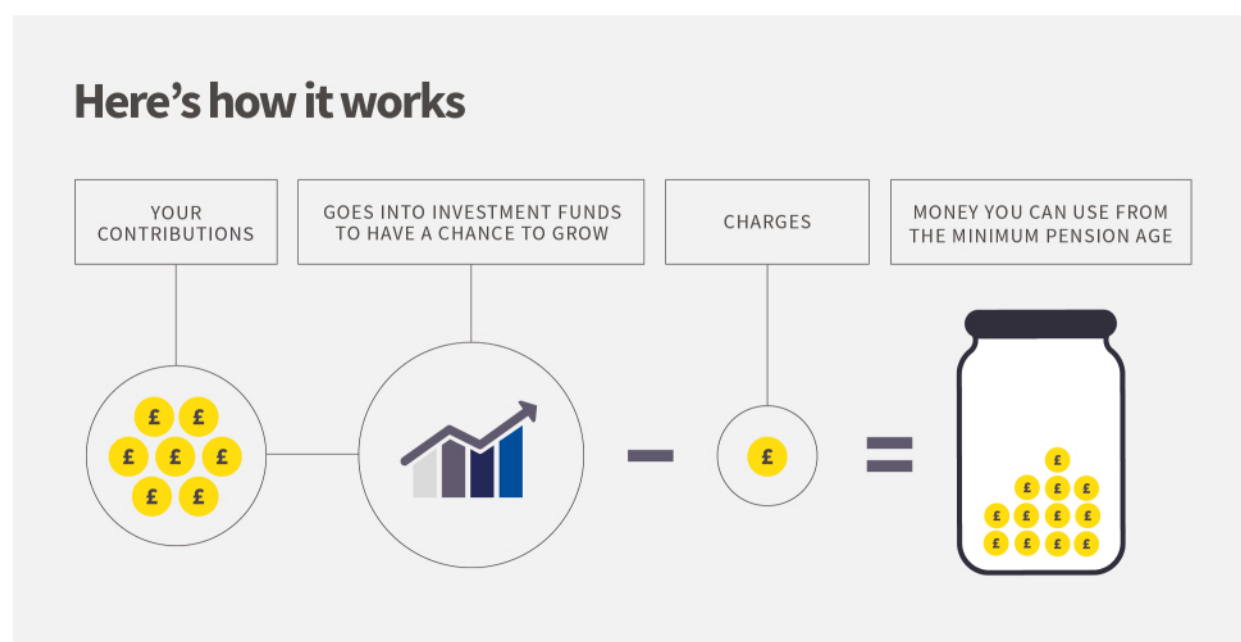 Here's how it works
YOUR
CONTRIBUTIONS
GOES INTO INVESTMENT FUNDS
TO HAVE A CHANCE TO GROW
CHARGES
MONEY YOU CAN USE FROM
THE MINIMUM PENSION AGE
£ £
£ £ £
£ £
£
£
£ £ £
£ £ £ £
£ £ £ £